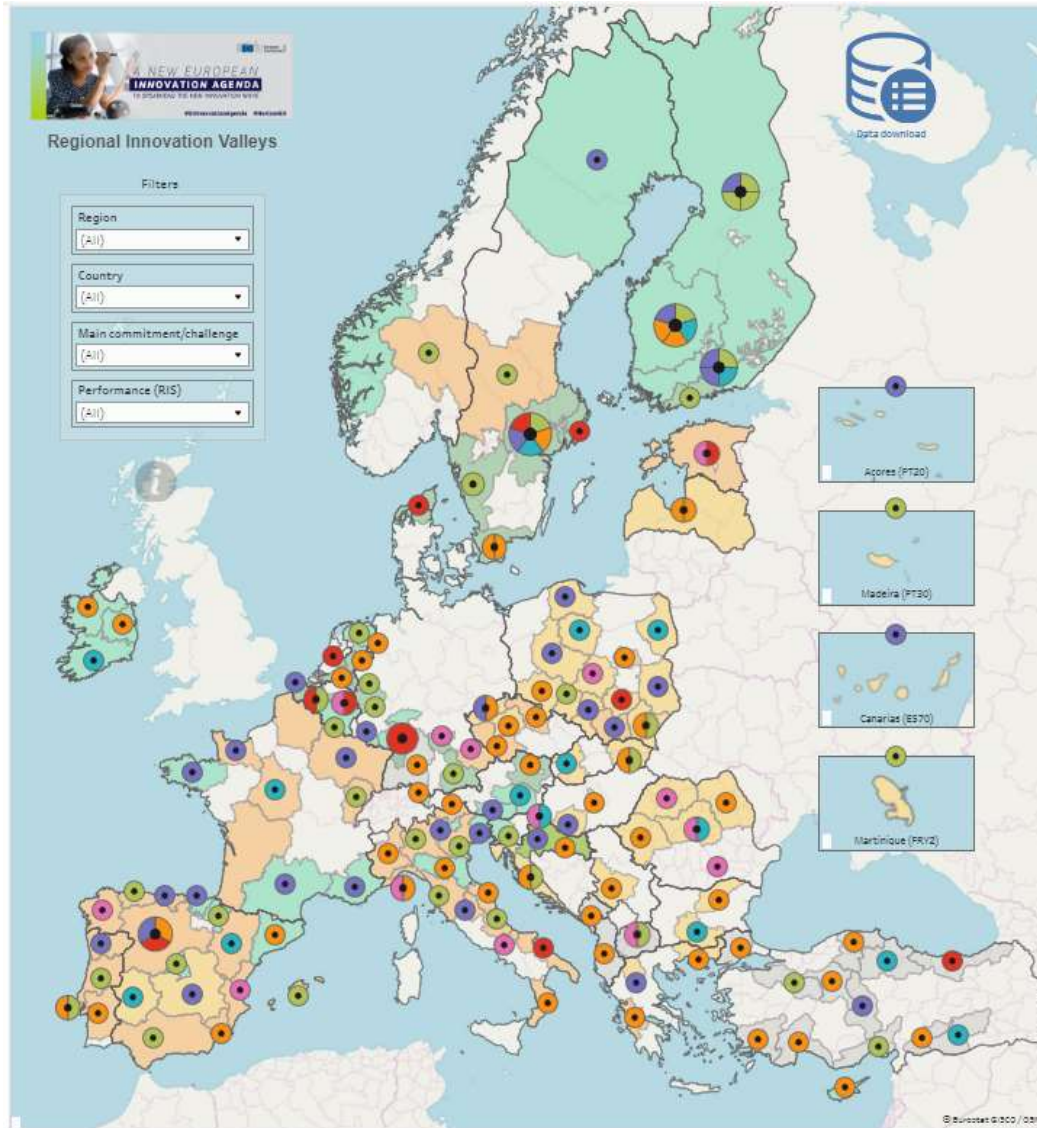 A NEW EUROPEAN
INNOVATION AGENDA
Regional Innovation Valleys
Data download
Filters
Region
(All)
Country
(All)
Main commitment/challenge
(All)
Performance (RIS)
(All)
i
Açores (PT20)
Madeira (PT30)
Canarias (ES70)
Martinique (FRY2)